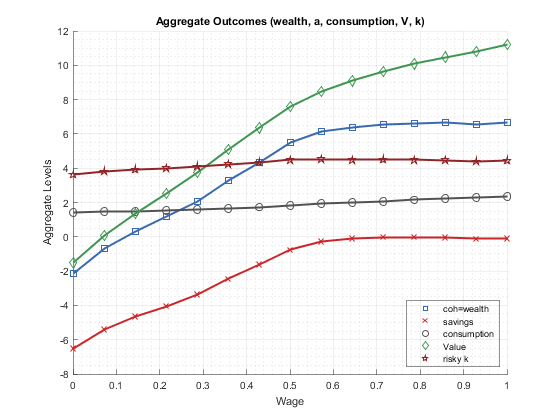 Aggregate Outcomes (wealth, a, consumption, V, k)
12
10
8
6
4
2
0
-2
-4
-6
-8
Aggregate Levels
coh=wealth
savings
consumption
Value
risky k
0 0.1 0.2 0.3 0.4 0.5 0.6 0.7 0.8 0.9 1
Wage